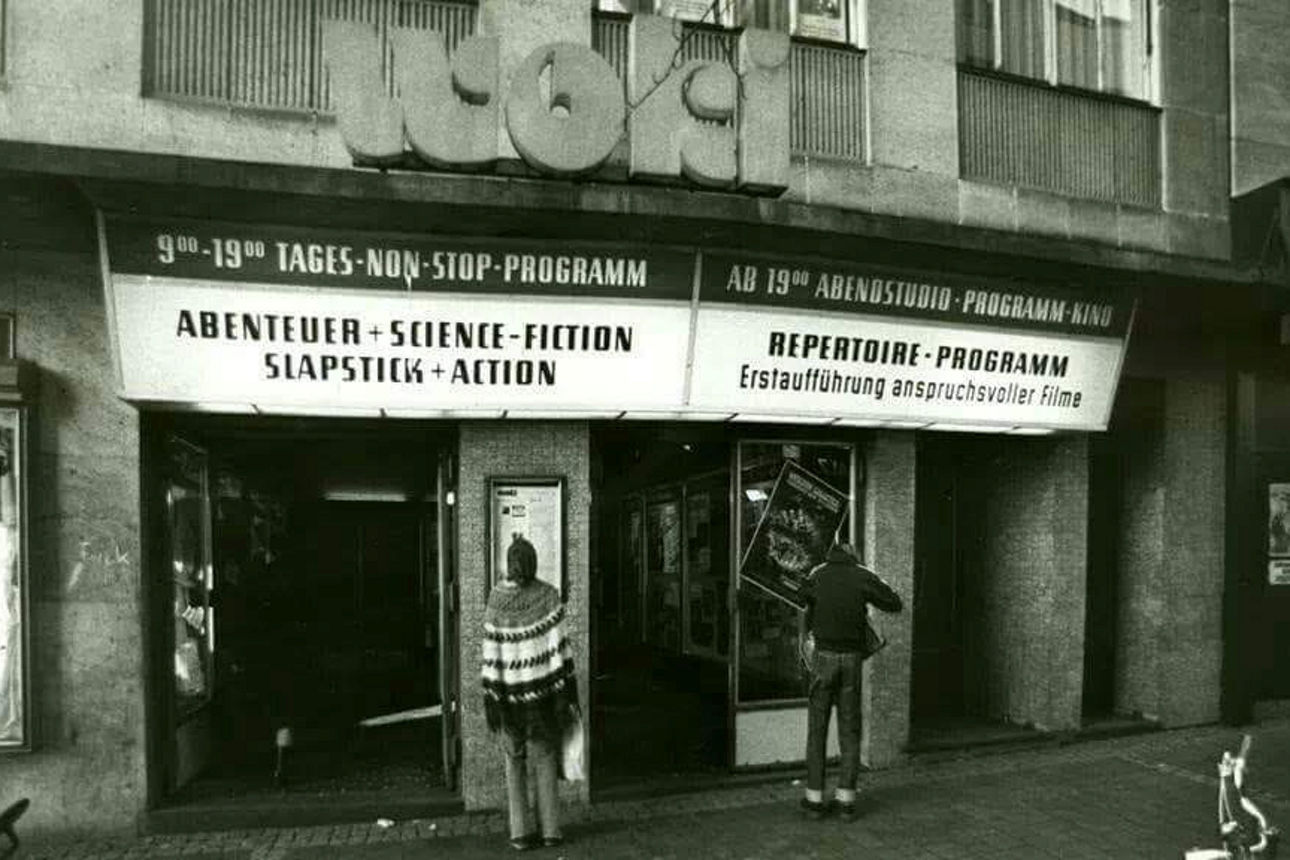 Woki
9⁰⁰-19⁰⁰ TAGES-NON-STOP-PROGRAMM
ABENTEUER + SCIENCE-FICTION
SLAPSTICK + ACTION
AB 19⁰⁰ ABENDSTUDIO · PROGRAMM-KINO
REPERTOIRE-PROGRAMM
Erstaufführung anspruchsvoller Filme